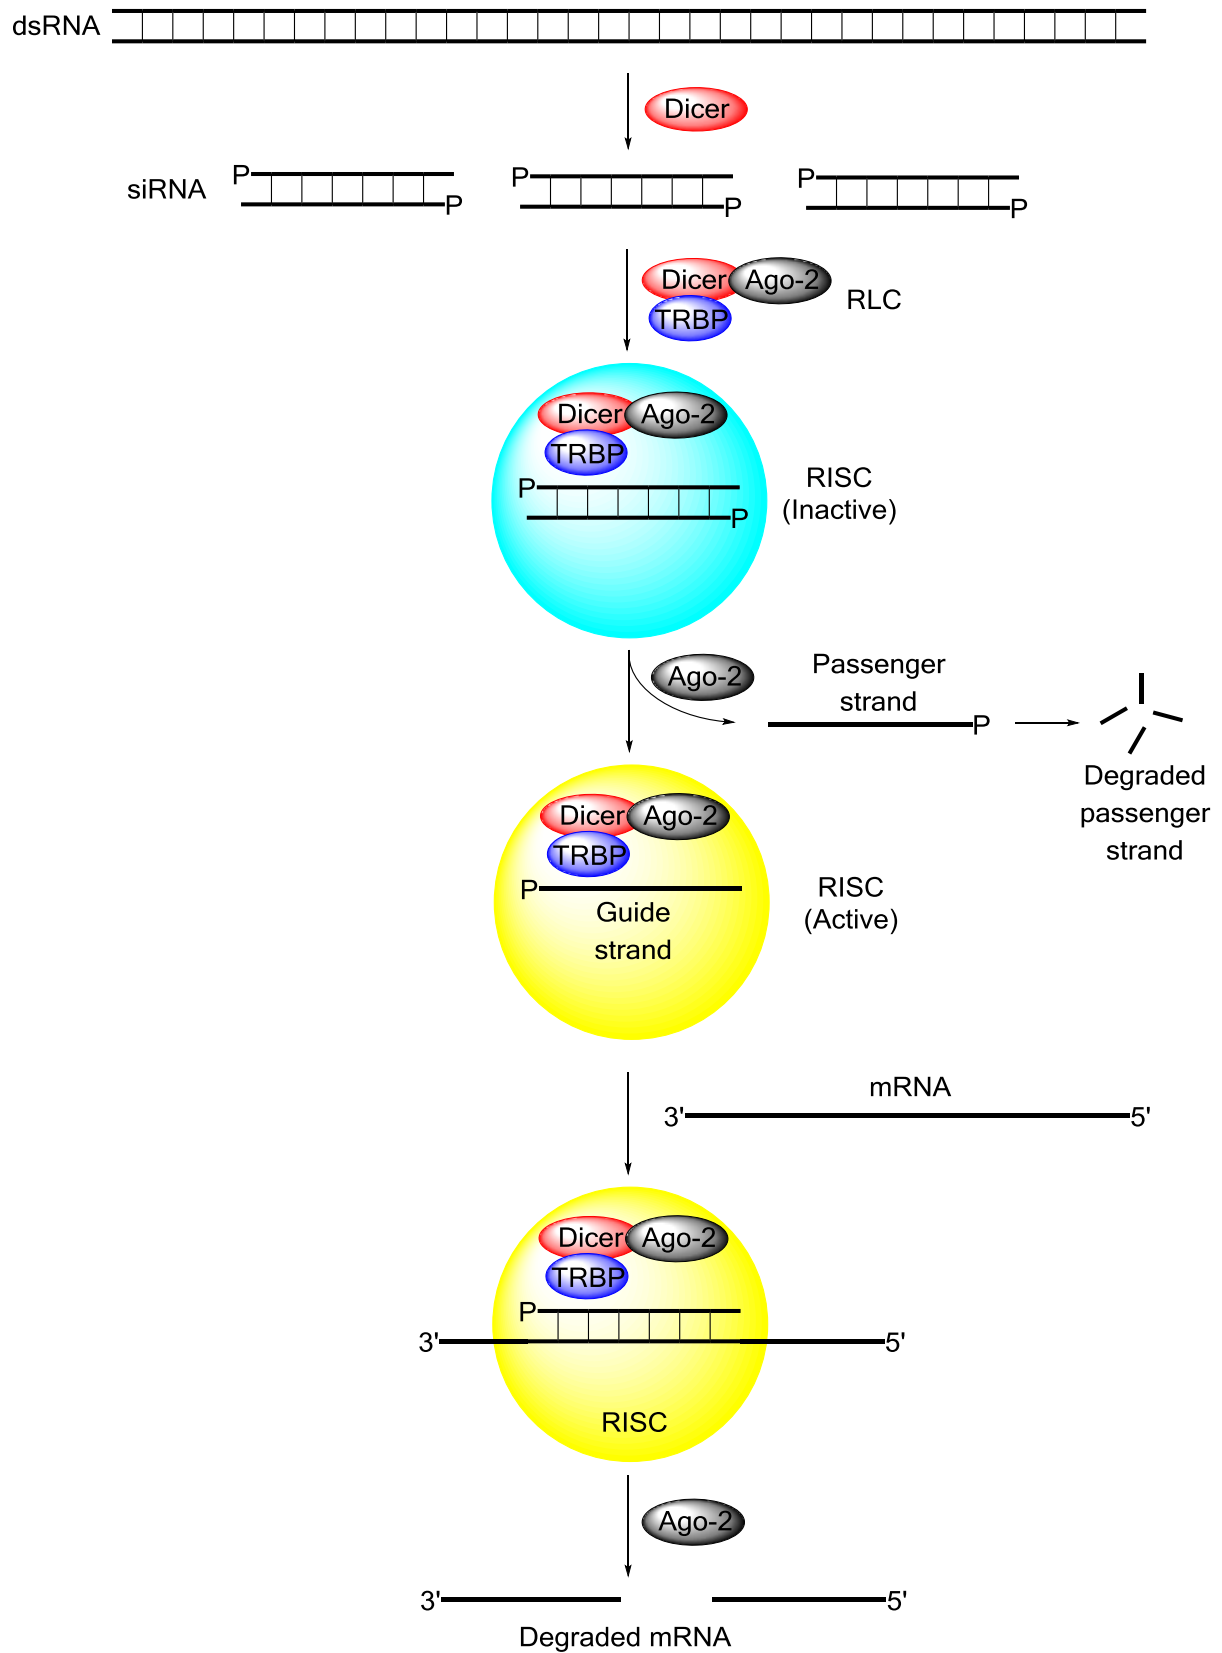 dsRNA
Dicer
siRNA
P
P
P
P
P
P
Dicer
Ago-2
TRBP
RLC
Dicer
Ago-2
TRBP
P
P
RISC
(Inactive)
Ago-2
Passenger
strand
P
Degraded
passenger
strand
Dicer
Ago-2
TRBP
P
Guide
strand
RISC
(Active)
mRNA
3'
5'
Dicer
Ago-2
TRBP
P
3'
5'
RISC
Ago-2
3'
5'
Degraded mRNA